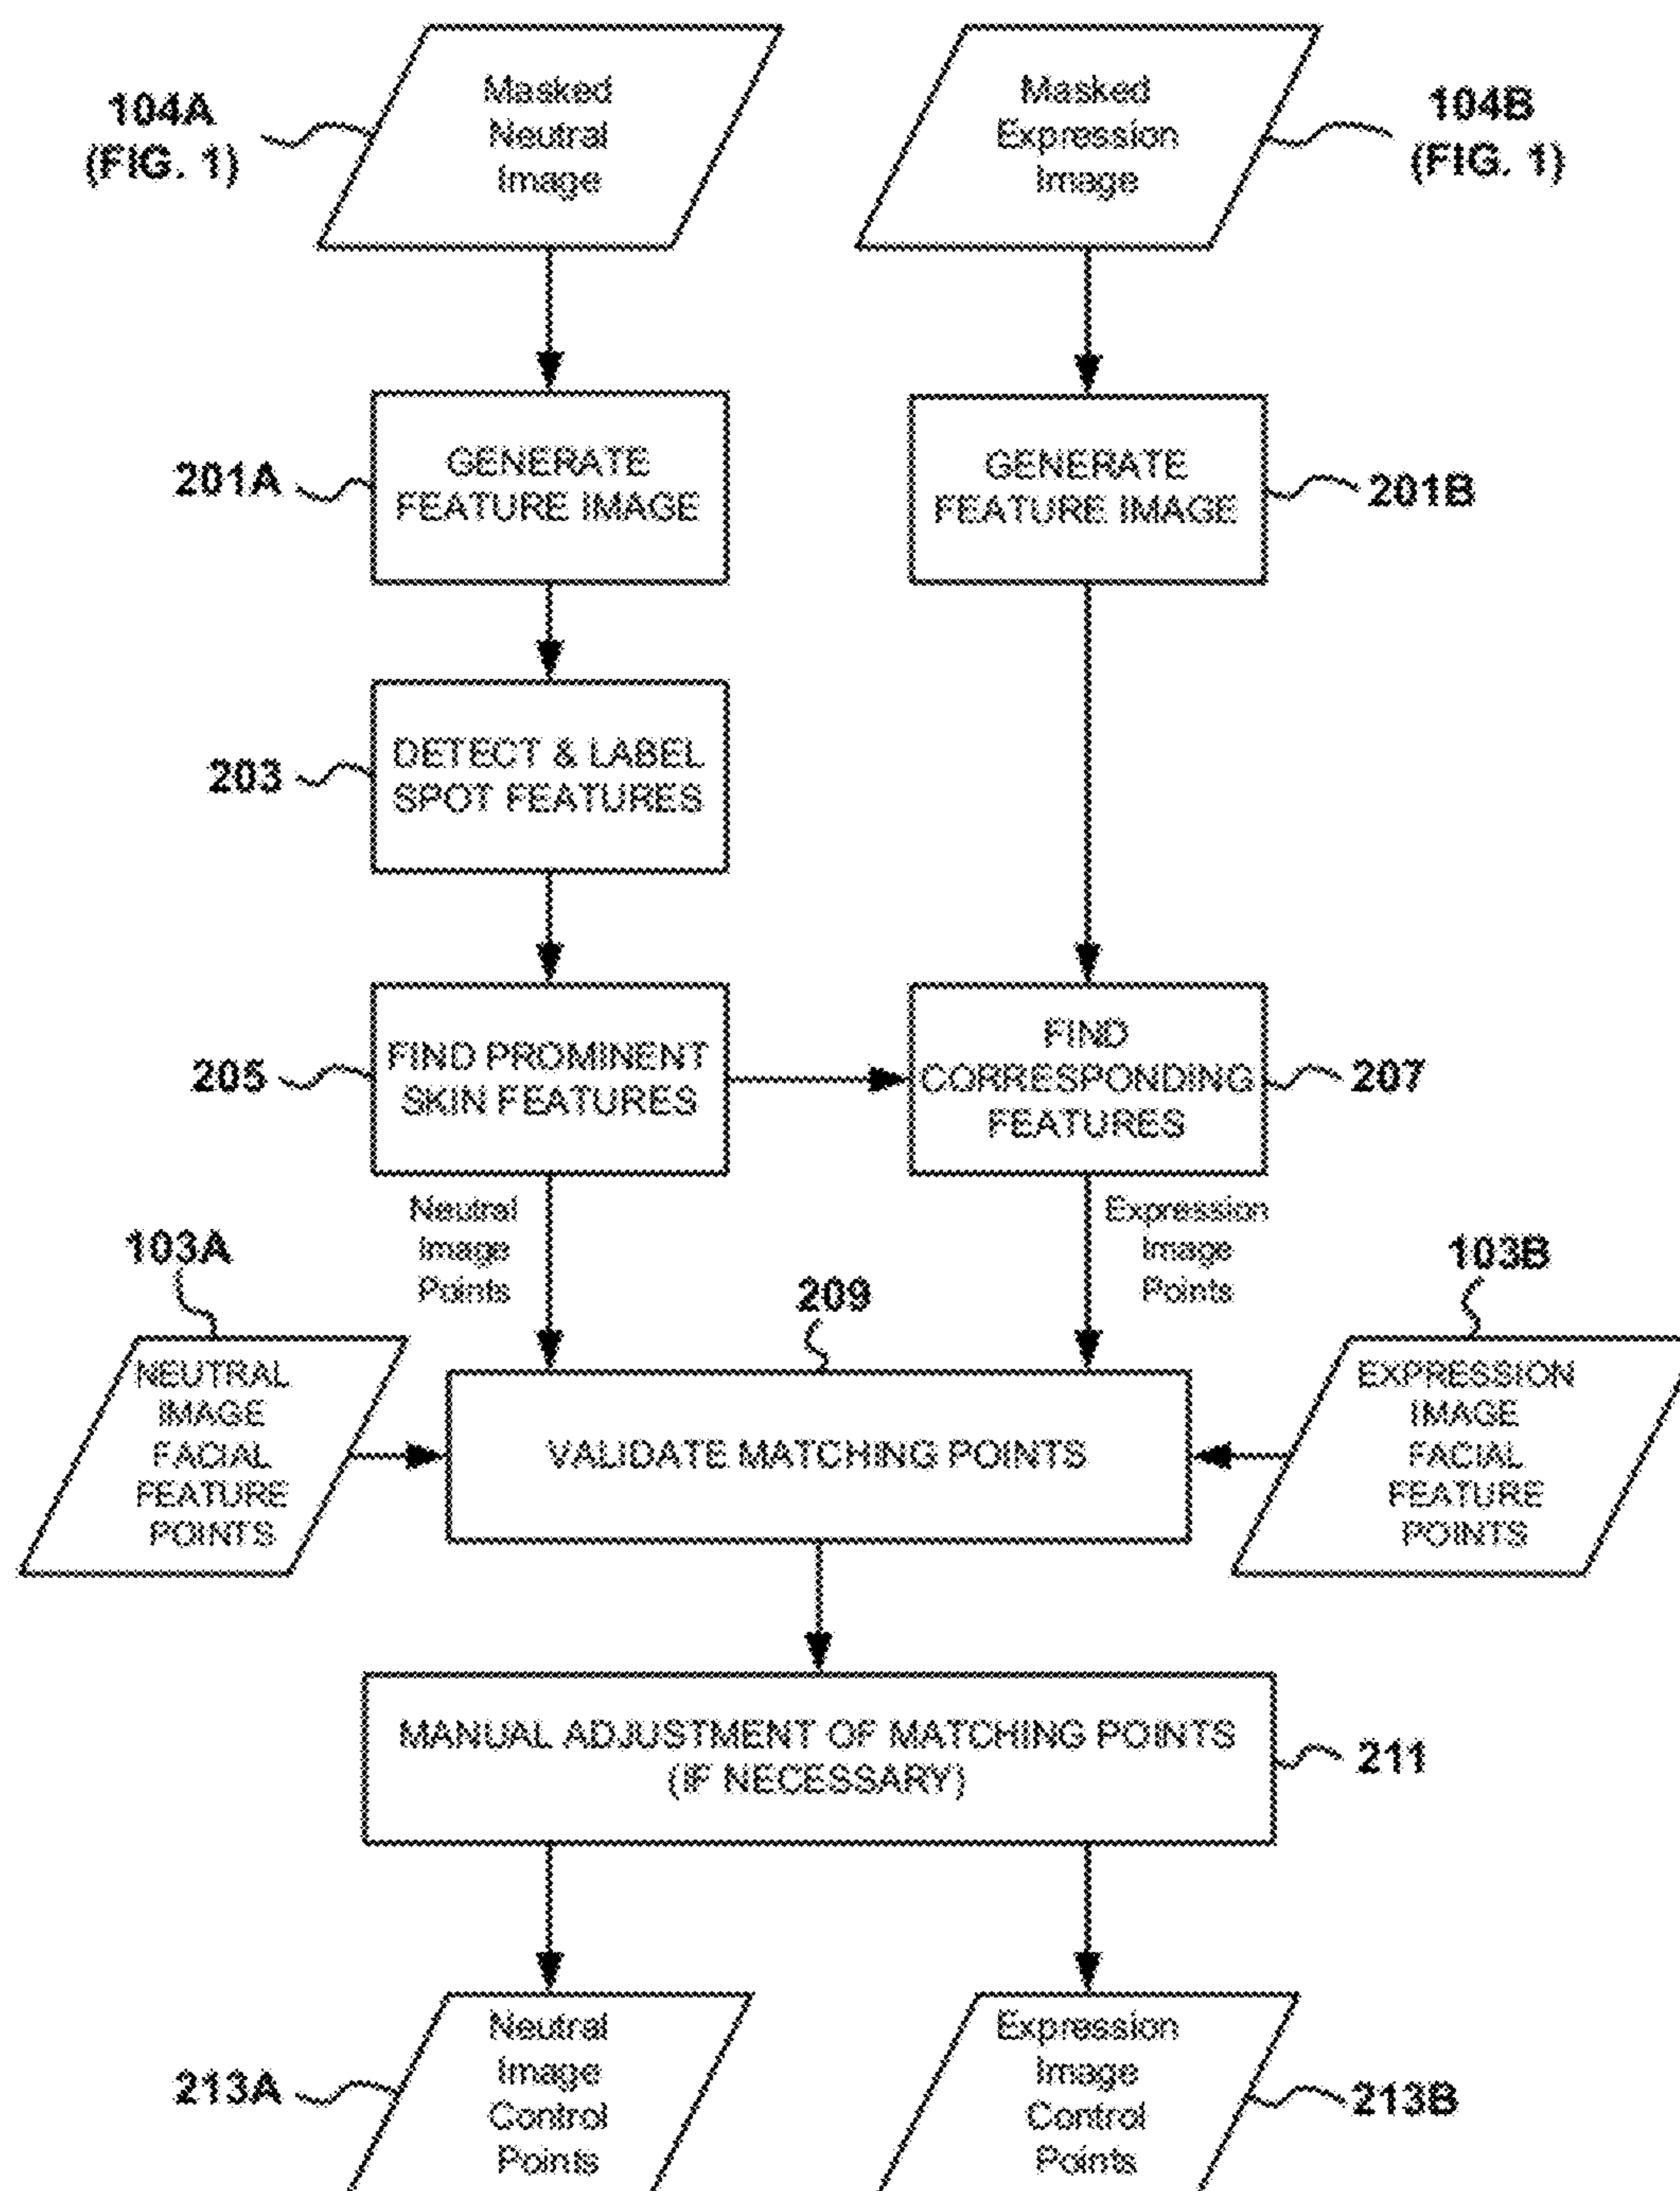 104A
(FIG. 1)
Masked
Neutral
Image
Masked
Expression
Image
104B
(FIG. 1)
201A
GENERATE
FEATURE IMAGE
GENERATE
FEATURE IMAGE
201B
203
DETECT & LABEL
SPOT FEATURES
205
FIND PROMINENT
SKIN FEATURES
FIND
CORRESPONDING
FEATURES
207
Neutral
Image
Points
Expression
Image
Points
103A
209
103B
NEUTRAL
IMAGE
FACIAL
FEATURE
POINTS
VALIDATE MATCHING POINTS
EXPRESSION
IMAGE
FACIAL
FEATURE
POINTS
MANUAL ADJUSTMENT OF MATCHING POINTS
(IF NECESSARY)
211
213A
Neutral
Image
Control
Points
Expression
Image
Control
Points
213B